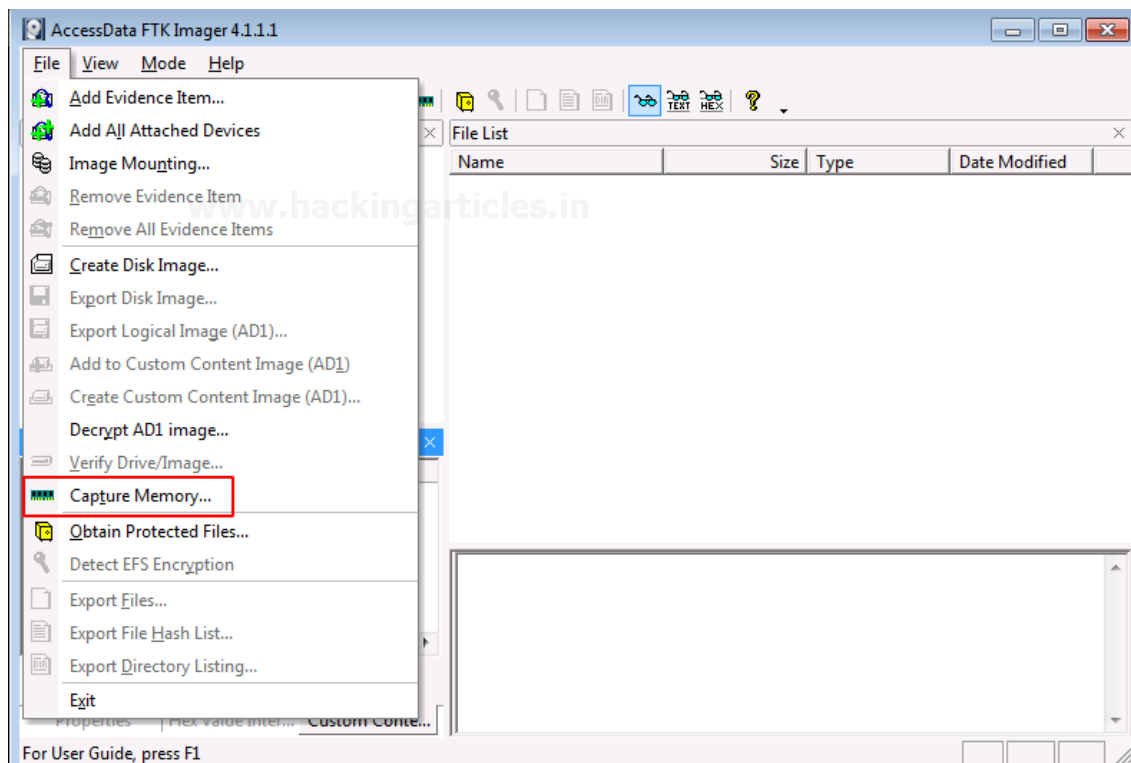 AccessData FTK Imager 4.1.1.1
File View Mode Help
Add Evidence Item...
Add All Attached Devices
Image Mounting...
Remove Evidence Item
Remove All Evidence Items
Create Disk Image...
Export Disk Image...
Export Logical Image (AD1)...
Add to Custom Content Image (AD1)
Create Custom Content Image (AD1)...
Decrypt AD1 image...
Verify Drive/Image...
Capture Memory...
Obtain Protected Files...
Detect EFS Encryption
Export Files...
Export File Hash List...
Export Directory Listing...
Exit
TEXT HEX
DIR
File List
Name Size Type Date Modified
www.hackingarticles.in
Properties Hex Value Inter... Custom Conte...
For User Guide, press F1